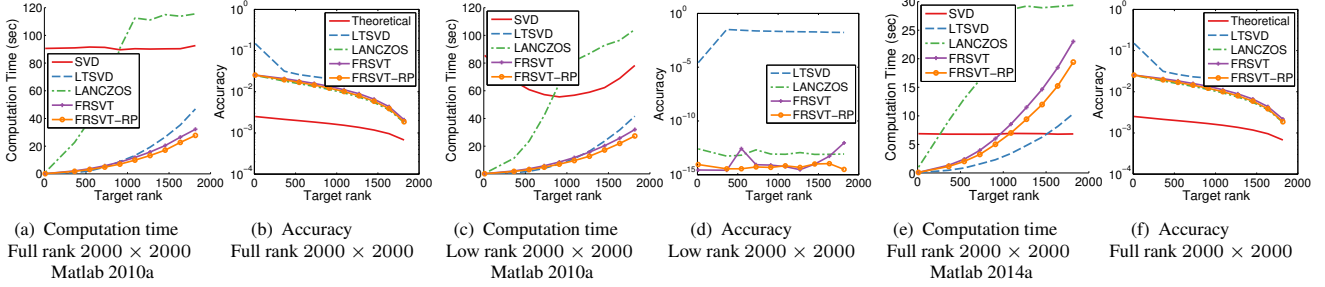 Computation Time (sec)
120
100
80
60
40
20
0
0
500
1000
1500
2000
Target rank
SVD
LTSVD
LANCZOS
FRSVT
FRSVT−RP
(a) Computation time
Full rank 2000 × 2000
Matlab 2010a
Accuracy
10^0
10^−1
10^−2
10^−3
10^−4
0
500
1000
1500
2000
Target rank
Theoretical
LTSVD
LANCZOS
FRSVT
FRSVT−RP
(b) Accuracy
Full rank 2000 × 2000
Computation Time (sec)
120
100
80
60
40
20
0
0
500
1000
1500
2000
Target rank
SVD
LTSVD
LANCZOS
FRSVT
FRSVT−RP
(c) Computation time
Low rank 2000 × 2000
Matlab 2010a
Accuracy
10^0
10^−5
10^−10
10^−15
0
500
1000
1500
2000
Target rank
LTSVD
LANCZOS
FRSVT
FRSVT−RP
(d) Accuracy
Low rank 2000 × 2000
Computation Time (sec)
30
25
20
15
10
5
0
0
500
1000
1500
2000
Target rank
SVD
LTSVD
LANCZOS
FRSVT
FRSVT−RP
(e) Computation time
Full rank 2000 × 2000
Matlab 2014a
Accuracy
10^0
10^−1
10^−2
10^−3
10^−4
0
500
1000
1500
2000
Target rank
Theoretical
LTSVD
LANCZOS
FRSVT
FRSVT−RP
(f) Accuracy
Full rank 2000 × 2000